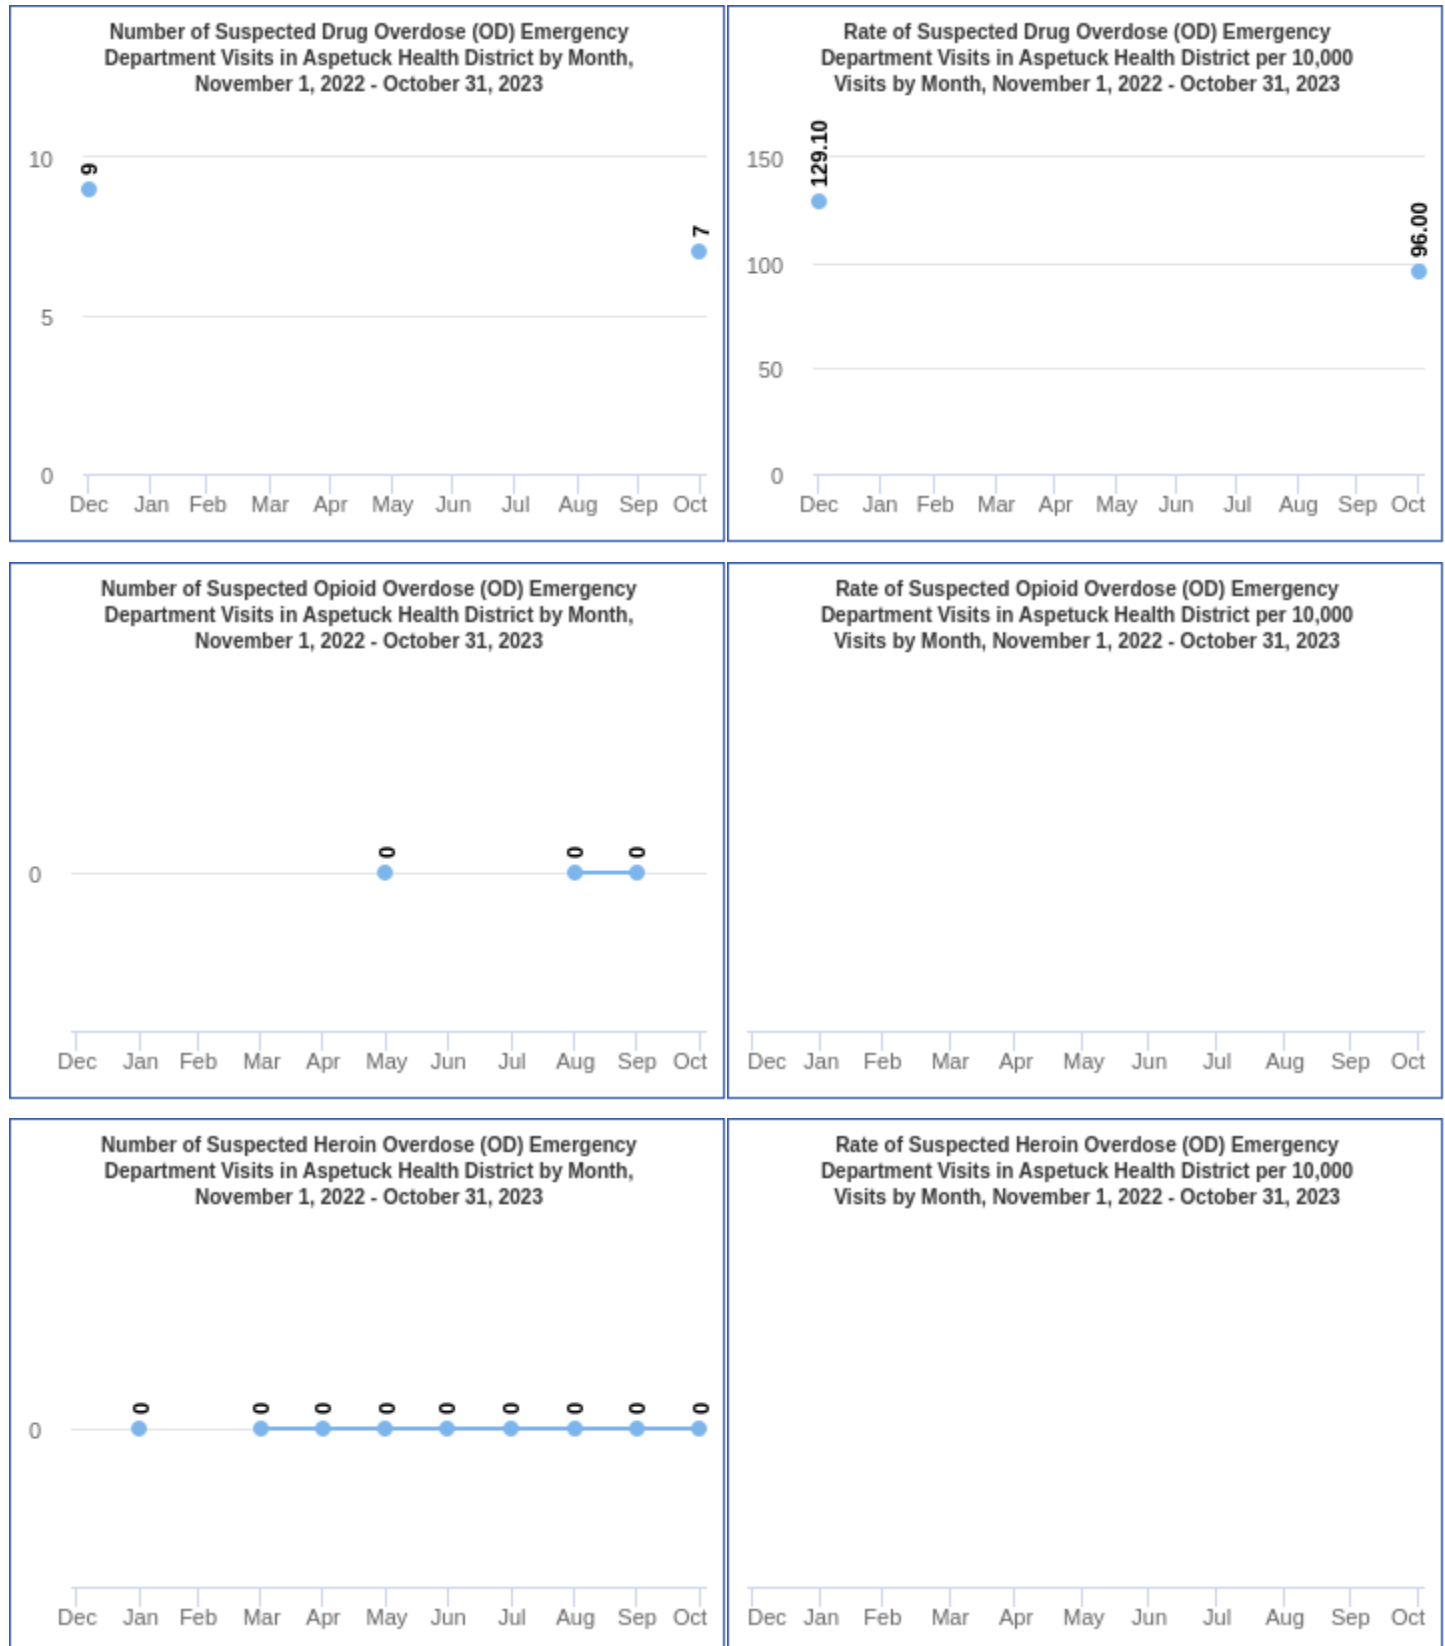 Number of Suspected Drug Overdose (OD) Emergency
Department Visits in Aspetuck Health District by Month,
November 1, 2022 - October 31, 2023
10
9
7
5
0
Dec Jan Feb Mar Apr May Jun Jul Aug Sep Oct
Rate of Suspected Drug Overdose (OD) Emergency
Department Visits in Aspetuck Health District per 10,000
Visits by Month, November 1, 2022 - October 31, 2023
150
129.10
96.00
100
50
0
Dec Jan Feb Mar Apr May Jun Jul Aug Sep Oct
Number of Suspected Opioid Overdose (OD) Emergency
Department Visits in Aspetuck Health District by Month,
November 1, 2022 - October 31, 2023
0 0 0
0
Dec Jan Feb Mar Apr May Jun Jul Aug Sep Oct
Rate of Suspected Opioid Overdose (OD) Emergency
Department Visits in Aspetuck Health District per 10,000
Visits by Month, November 1, 2022 - October 31, 2023
Dec Jan Feb Mar Apr May Jun Jul Aug Sep Oct
Number of Suspected Heroin Overdose (OD) Emergency
Department Visits in Aspetuck Health District by Month,
November 1, 2022 - October 31, 2023
0 0 0 0 0 0 0 0 0
0
Dec Jan Feb Mar Apr May Jun Jul Aug Sep Oct
Rate of Suspected Heroin Overdose (OD) Emergency
Department Visits in Aspetuck Health District per 10,000
Visits by Month, November 1, 2022 - October 31, 2023
Dec Jan Feb Mar Apr May Jun Jul Aug Sep Oct